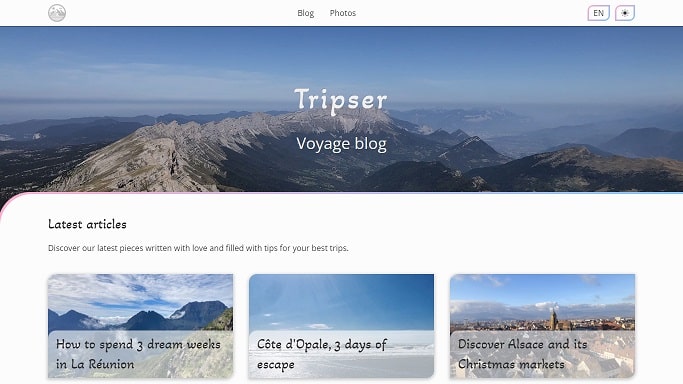 Blog Photos EN
Tripser
Voyage blog
Latest articles
Discover our latest pieces written with love and filled with tips for your best trips.
How to spend 3 dream weeks
in La Réunion
Côte d'Opale, 3 days of
escape
Discover Alsace and its
Christmas markets